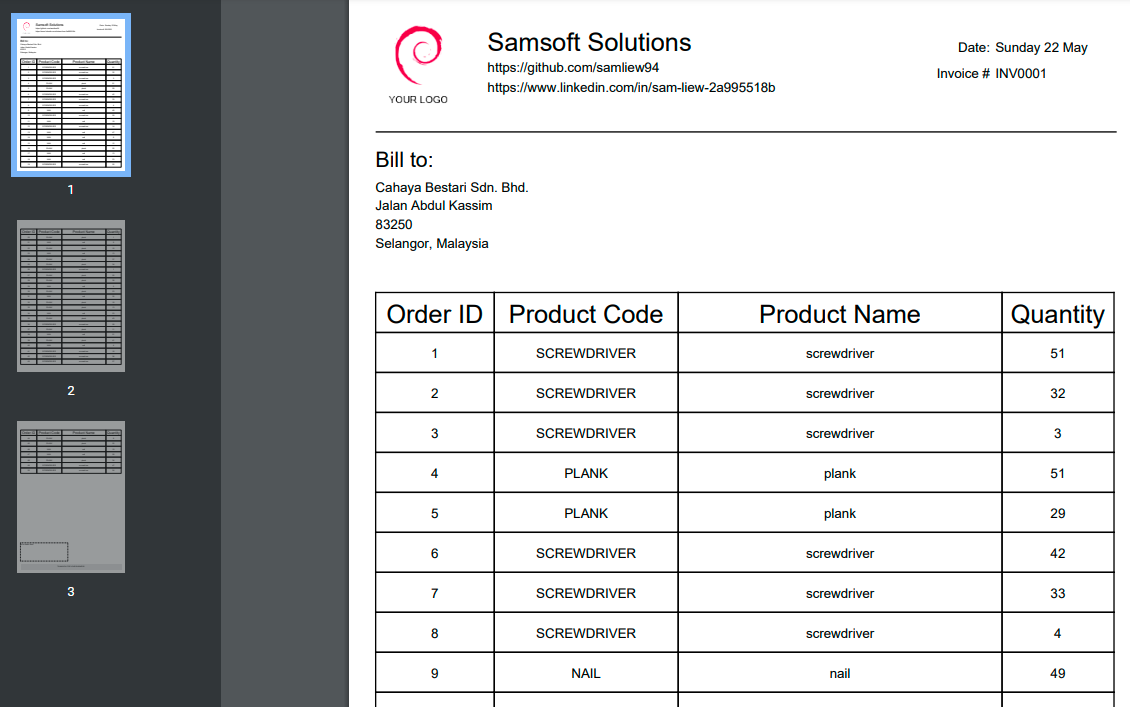 Samsoft Solutions
https://github.com/samliew94
https://www.linkedin.com/in/sam-liew-2a995518b
YOUR LOGO
Date: Sunday 22 May
Invoice # INV0001
Bill to:
Cahaya Bestari Sdn. Bhd.
Jalan Abdul Kassim
83250
Selangor, Malaysia
Order ID Product Code Product Name Quantity
1 SCREWDRIVER screwdriver 51
2 SCREWDRIVER screwdriver 32
3 SCREWDRIVER screwdriver 3
4 PLANK plank 51
5 PLANK plank 29
6 SCREWDRIVER screwdriver 42
7 SCREWDRIVER screwdriver 33
8 SCREWDRIVER screwdriver 4
9 NAIL nail 49
1
2
3